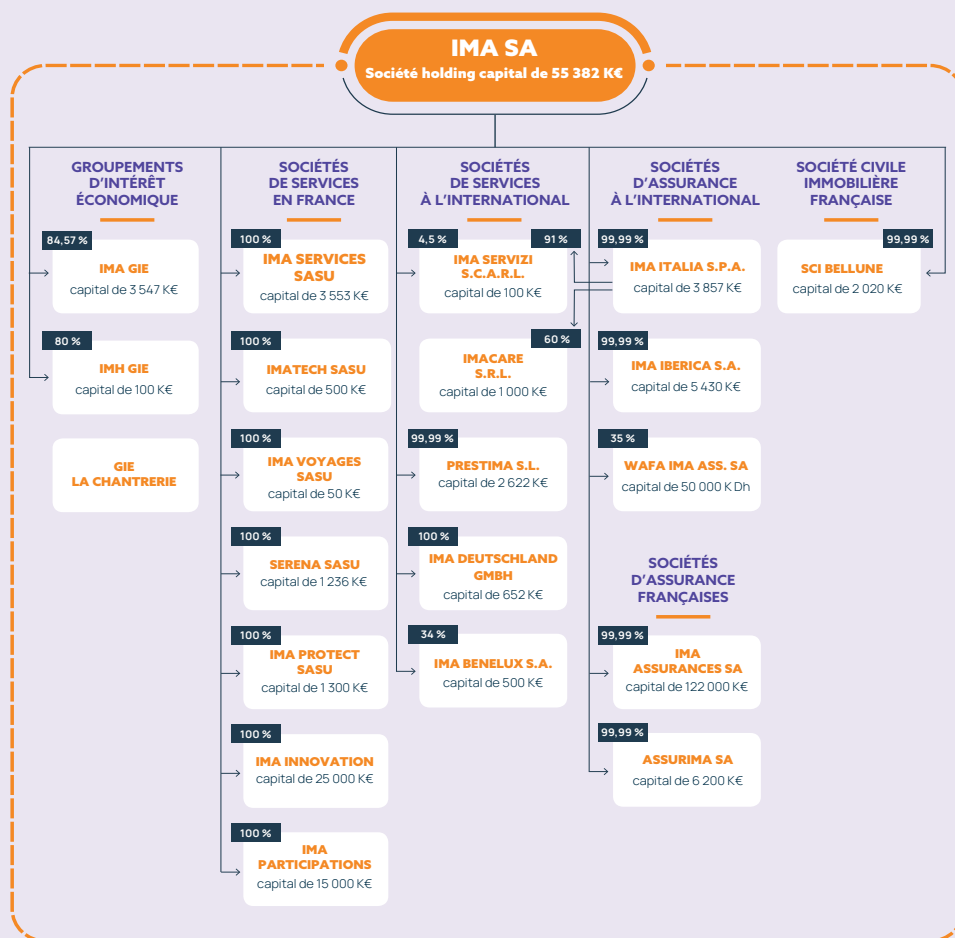 IMA SA
Société holding capital de 55 382 K€
GROUPEMENTS
D'INTÉRÊT
ÉCONOMIQUE
84,57 %
IMA GIE
capital de 3 547 K€
80 %
IMH GIE
capital de 100 K€
GIE
LA CHANTRERIE
SOCIÉTÉS
DE SERVICES
EN FRANCE
100 %
IMA SERVICES
SASU
capital de 3 553 K€
100 %
IMATECH SASU
capital de 500 K€
100 %
IMA VOYAGES
SASU
capital de 50 K€
100 %
SERENA SASU
capital de 1 236 K€
100 %
IMA PROTECT
SASU
capital de 1 300 K€
100 %
IMA INNOVATION
capital de 25 000 K€
100 %
IMA
PARTICIPATIONS
capital de 15 000 K€
SOCIÉTÉS
DE SERVICES
À L'INTERNATIONAL
4,5 %
91 %
IMA SERVIZI
S.C.A.R.L.
capital de 100 K€
60 %
IMACARE
S.R.L.
capital de 1 000 K€
99,99 %
PRESTIMA S.L.
capital de 2 622 K€
100 %
IMA DEUTSCHLAND
GMBH
capital de 652 K€
34 %
IMA BENELUX S.A.
capital de 500 K€
SOCIÉTÉS
D'ASSURANCE
À L'INTERNATIONAL
99,99 %
IMA ITALIA S.P.A.
capital de 3 857 K€
99,99 %
IMA IBERICA S.A.
capital de 5 430 K€
35 %
WAFA IMA ASS. SA
capital de 50 000 K Dh
SOCIÉTÉS
D'ASSURANCE
FRANÇAISES
99,99 %
IMA
ASSURANCES SA
capital de 122 000 K€
99,99 %
ASSURIMA SA
capital de 6 200 K€
SOCIÉTÉ CIVILE
IMMOBILIÈRE
FRANÇAISE
99,99 %
SCI BELLUNE
capital de 2 020 K€